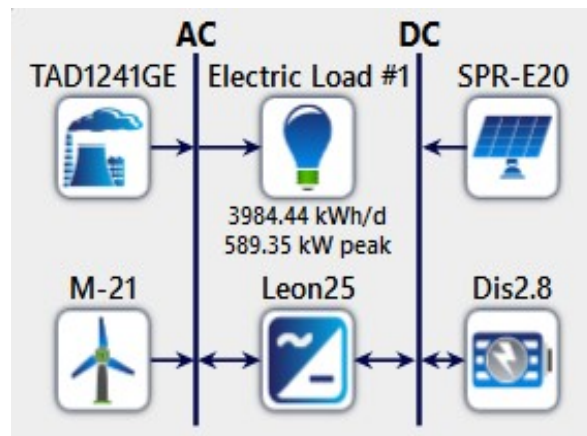 AC DC
TAD1241GE Electric Load #1 SPR-E20
3984.44 kWh/d
589.35 kW peak
M-21 Leon25 Dis2.8